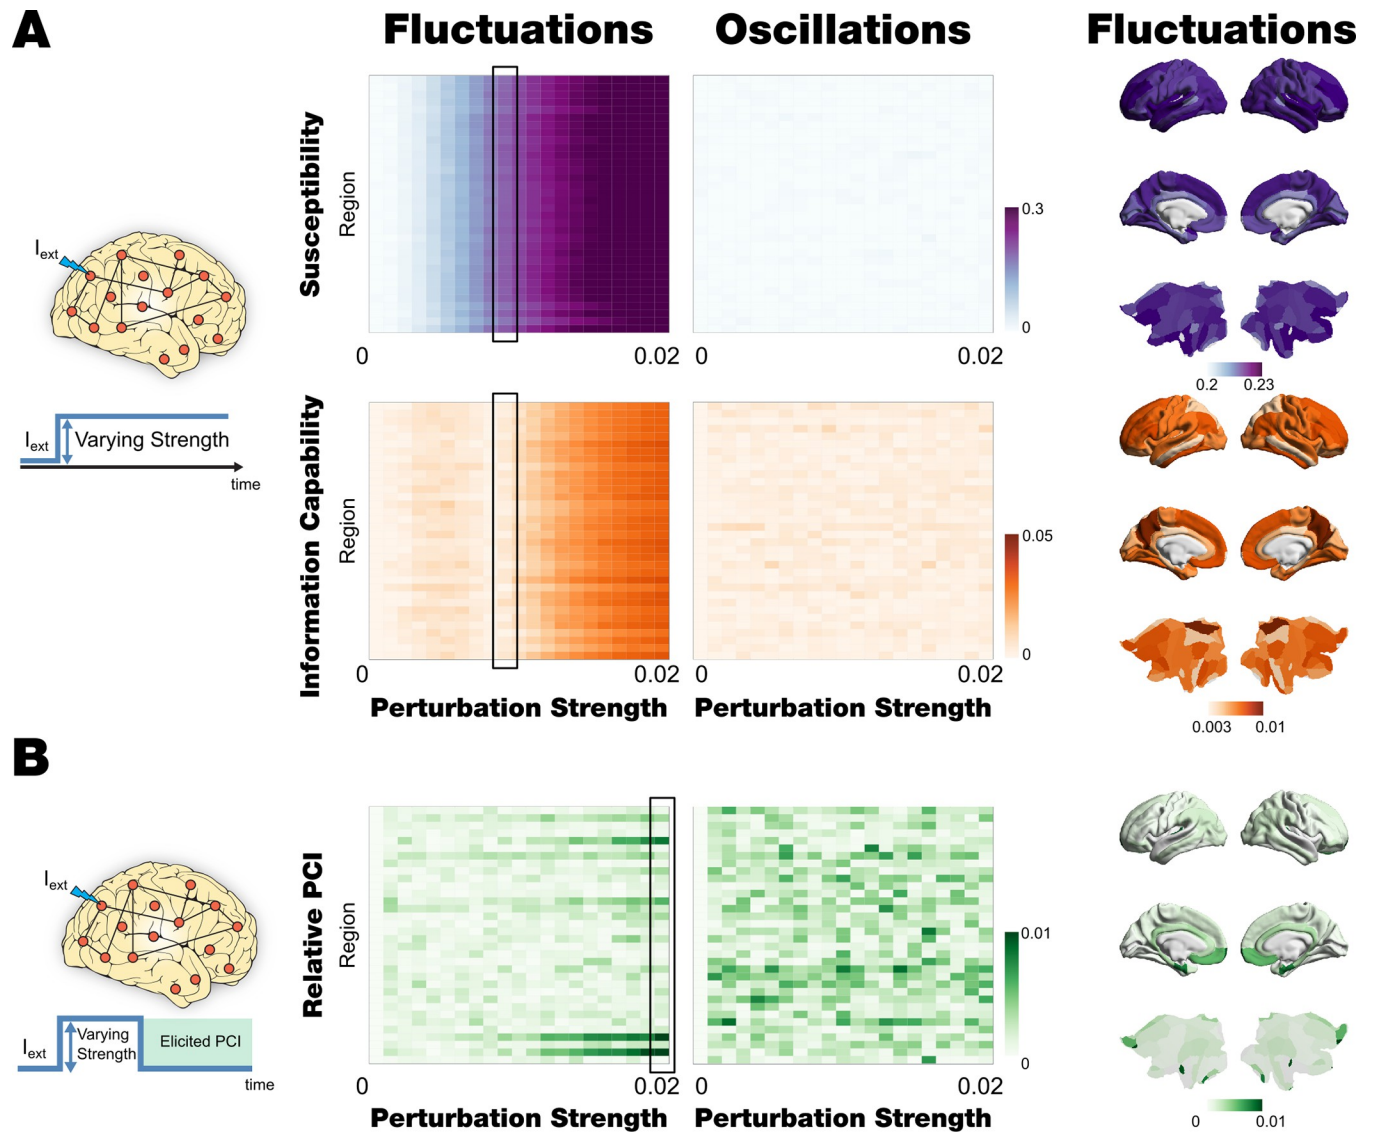 A
Fluctuations
Oscillations
Fluctuations
Susceptibility
Region
0.3
0
0
0.02
0
0.02
0.2
0.23
I_ext
I_ext
Varying Strength
time
Information Capability
Region
0.05
0
0
0.02
0
0.02
Perturbation Strength
Perturbation Strength
0.003
0.01
B
I_ext
I_ext
Varying
Strength
Elicited PCI
time
Relative PCI
Region
0.01
0
0
0.02
0
0.02
Perturbation Strength
Perturbation Strength
0
0.01